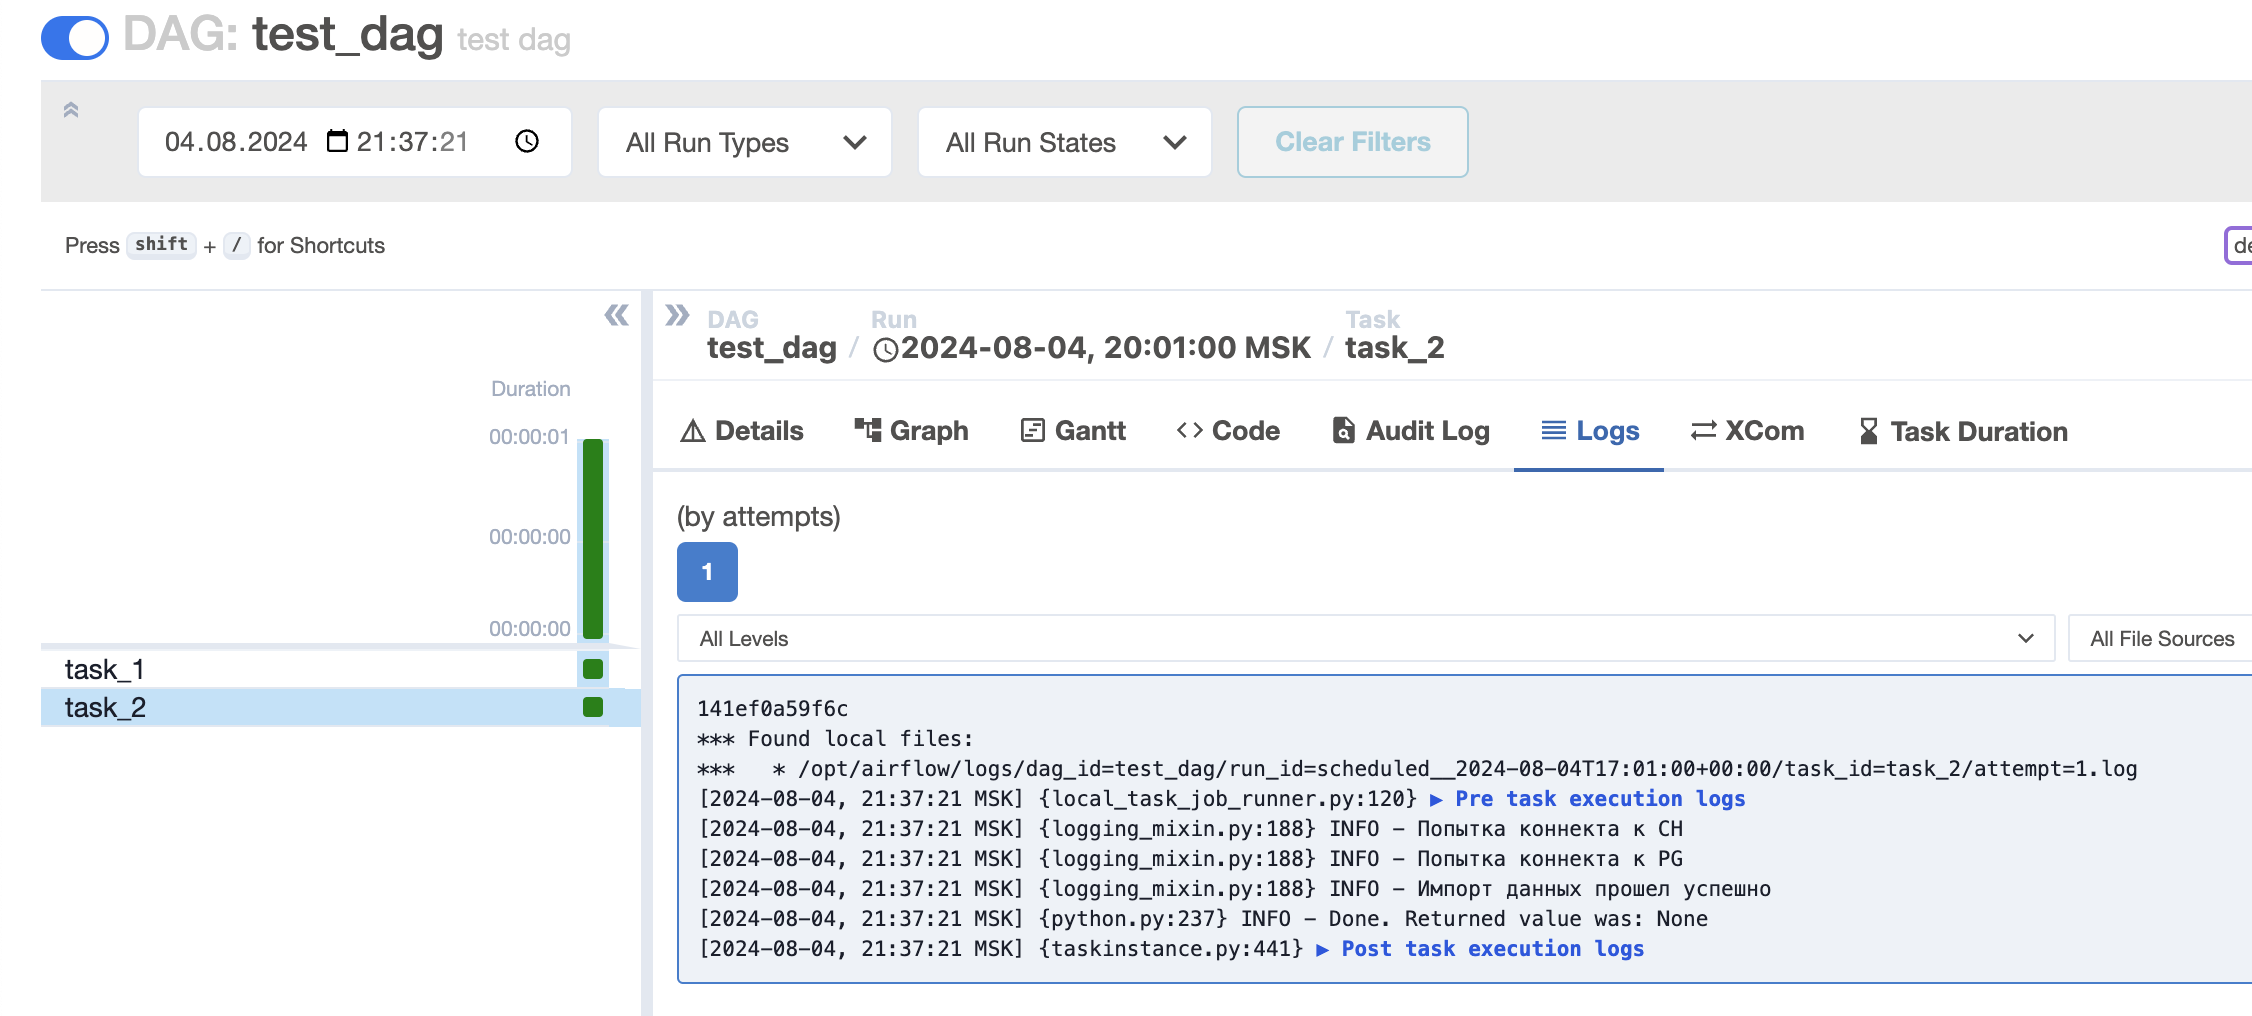 DAG: test_dag test dag
04.08.2024 21:37:21 All Run Types All Run States Clear Filters
Press shift + / for Shortcuts
de
DAG Run Task
test_dag / 2024-08-04, 20:01:00 MSK / task_2
Duration
00:00:01
00:00:00
00:00:00
task_1
task_2
Details Graph Gantt Code Audit Log Logs XCom Task Duration
(by attempts)
1
All Levels All File Sources
141ef0a59f6c
*** Found local files:
***   * /opt/airflow/logs/dag_id=test_dag/run_id=scheduled__2024-08-04T17:01:00+00:00/task_id=task_2/attempt=1.log
[2024-08-04, 21:37:21 MSK] {local_task_job_runner.py:120} ▶ Pre task execution logs
[2024-08-04, 21:37:21 MSK] {logging_mixin.py:188} INFO - Попытка коннекта к CH
[2024-08-04, 21:37:21 MSK] {logging_mixin.py:188} INFO - Попытка коннекта к PG
[2024-08-04, 21:37:21 MSK] {logging_mixin.py:188} INFO - Импорт данных прошел успешно
[2024-08-04, 21:37:21 MSK] {python.py:237} INFO - Done. Returned value was: None
[2024-08-04, 21:37:21 MSK] {taskinstance.py:441} ▶ Post task execution logs